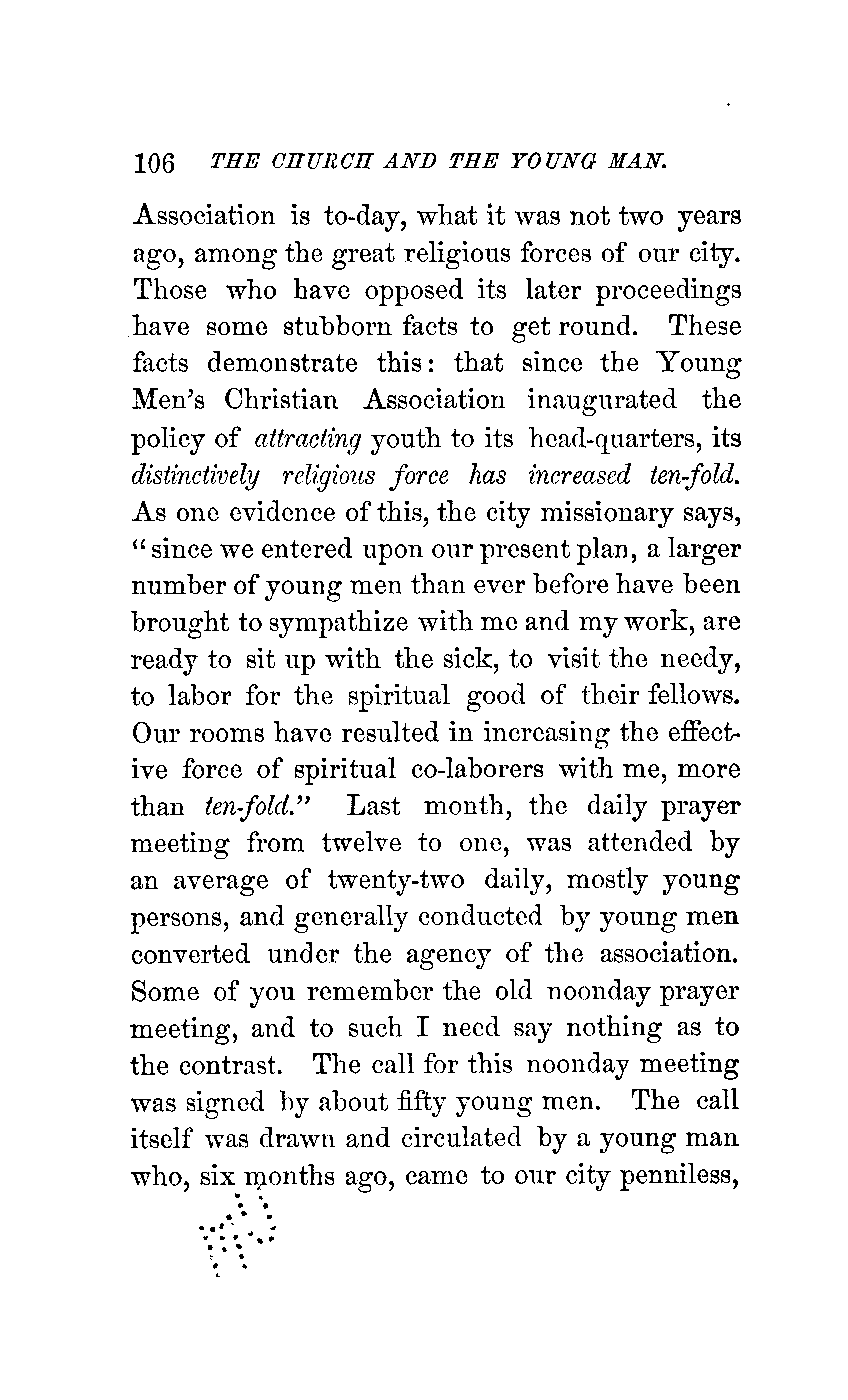 106 THE CHURCH AND THE YOUNG MAN.
Association is to-day, what it was not two years
ago, among the great religious forces of our city.
Those who have opposed its later proceedings
have some stubborn facts to get round. These
facts demonstrate this: that since the Young
Men's Christian Association inaugurated the
policy of attracting youth to its head-quarters, its
distinctively religious force has increased ten-fold.
As one evidence of this, the city missionary says,
"since we entered upon our present plan, a larger
number of young men than ever before have been
brought to sympathize with me and my work, are
ready to sit up with the sick, to visit the needy,
to labor for the spiritual good of their fellows.
Our rooms have resulted in increasing the effect-
ive force of spiritual co-laborers with me, more
than ten-fold." Last month, the daily prayer
meeting from twelve to one, was attended by
an average of twenty-two daily, mostly young
persons, and generally conducted by young men
converted under the agency of the association.
Some of you remember the old noonday prayer
meeting, and to such I need say nothing as to
the contrast. The call for this noonday meeting
was signed by about fifty young men. The call
itself was drawn and circulated by a young man
who, six months ago, came to our city penniless,